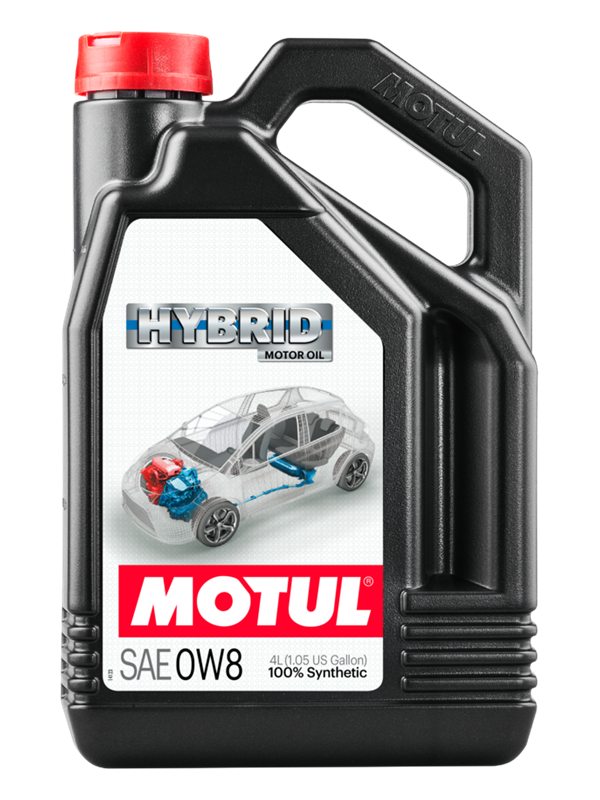 MOTUL
HYBRID
MOTOR OIL
MOTUL®
SAE 0W8
4L (1.05 US Gallon)
100% Synthetic